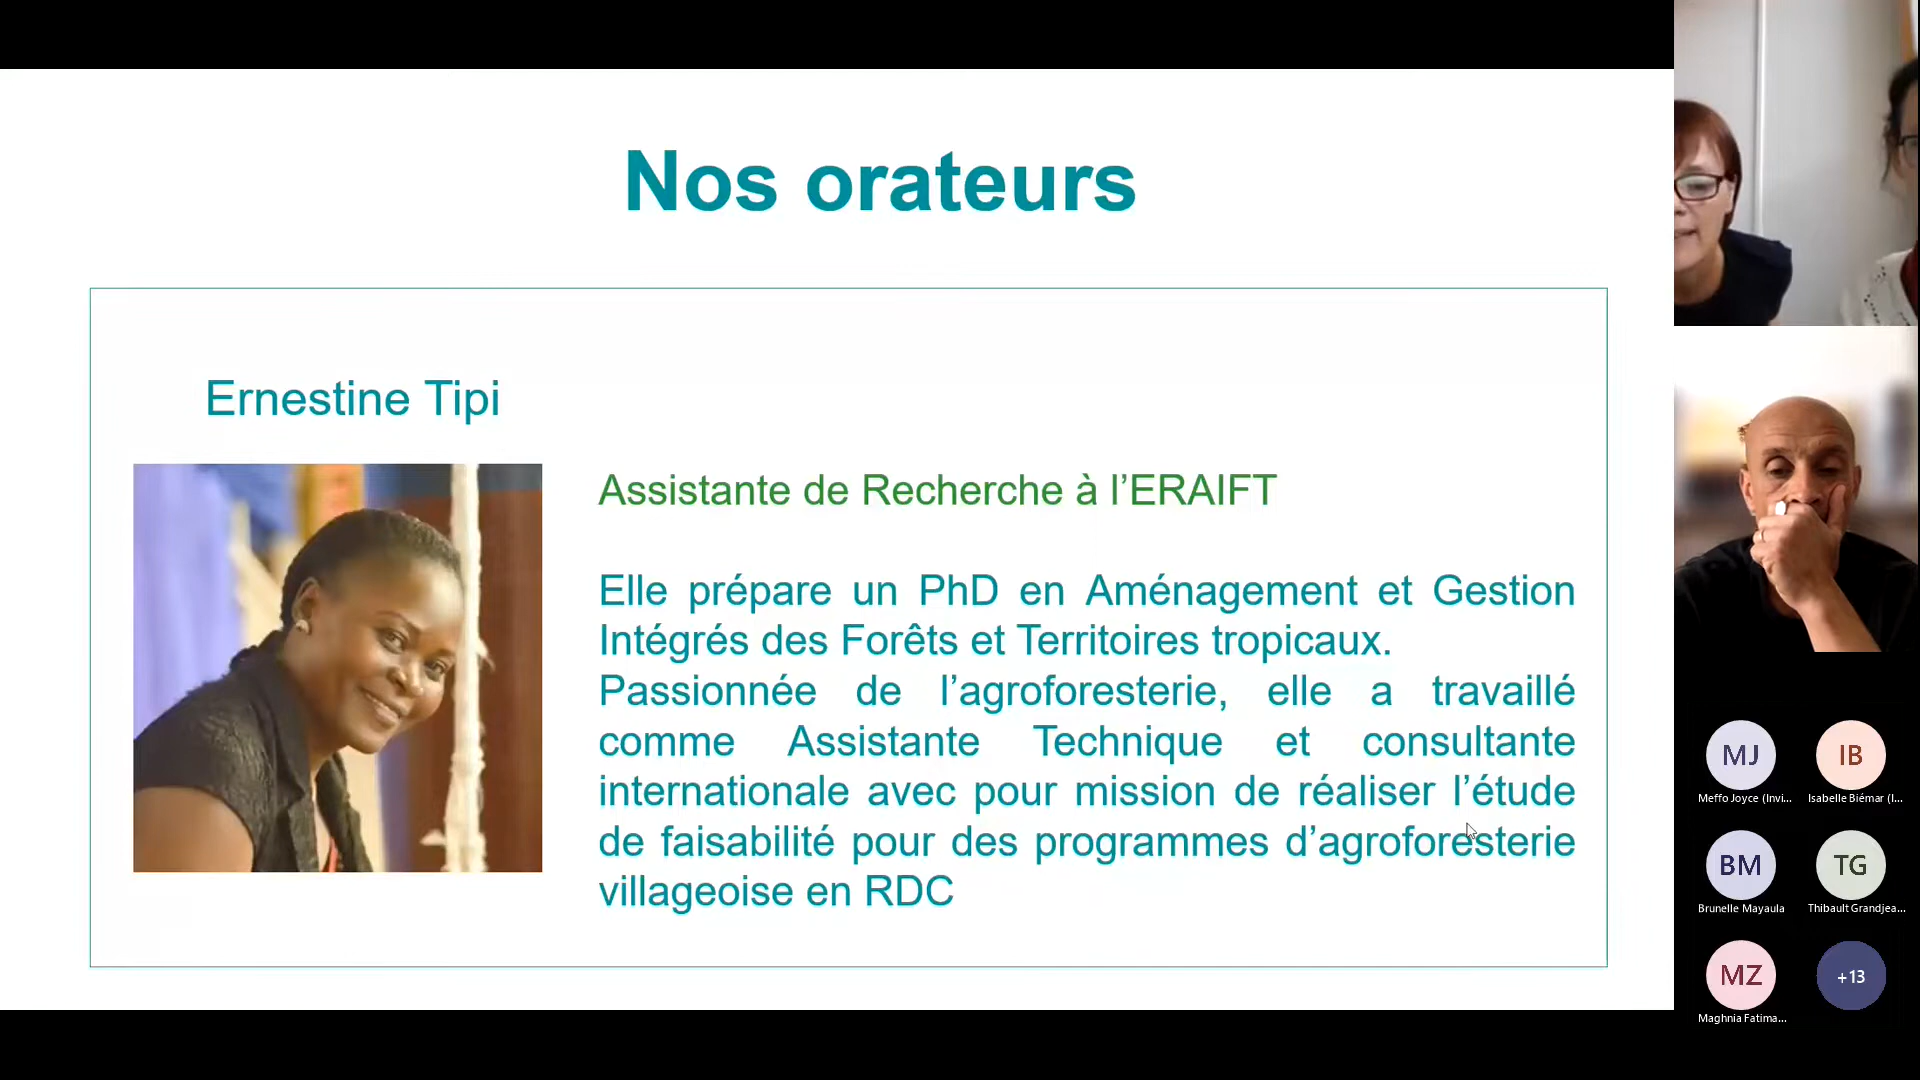 Nos orateurs
Ernestine Tipi
Assistante de Recherche à l’ERAIFT
Elle prépare un PhD en Aménagement et Gestion
Intégrés des Forêts et Territoires tropicaux.
Passionnée de l’agroforesterie, elle a travaillé
comme Assistante Technique et consultante
internationale avec pour mission de réaliser l’étude
de faisabilité pour des programmes d’agroforesterie
villageoise en RDC
MJ
IB
Meffo Joyce (Invi...
Isabelle Biémar (I...
BM
TG
Brunelle Mayaula
Thibault Grandjea...
MZ
+13
Maghnia Fatima...